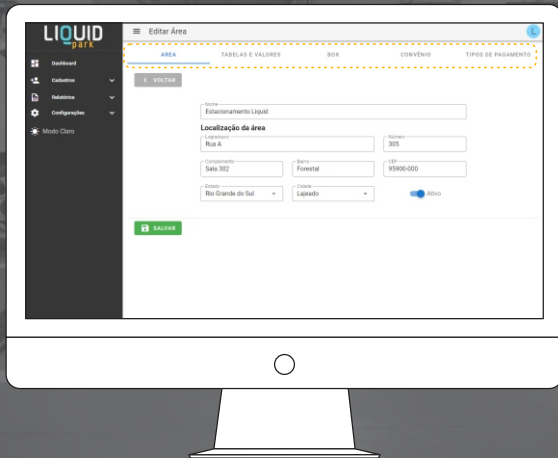 LIQUID
park
Dashboard
Cadastros
Relatórios
Configurações
Modo Claro
Editar Área
L
AREA
TABELAS E VALORES
BOX
CONVÊNIO
TIPOS DE PAGAMENTO
VOLTAR
Nome
Estacionamento Liquid
Localização da área
Logradouro
Rua A
Número
305
Complemento
Sala 302
Bairro
Forestal
CEP
95900-000
Estado
Rio Grande do Sul
Cidade
Lajeado
Ativo
SALVAR